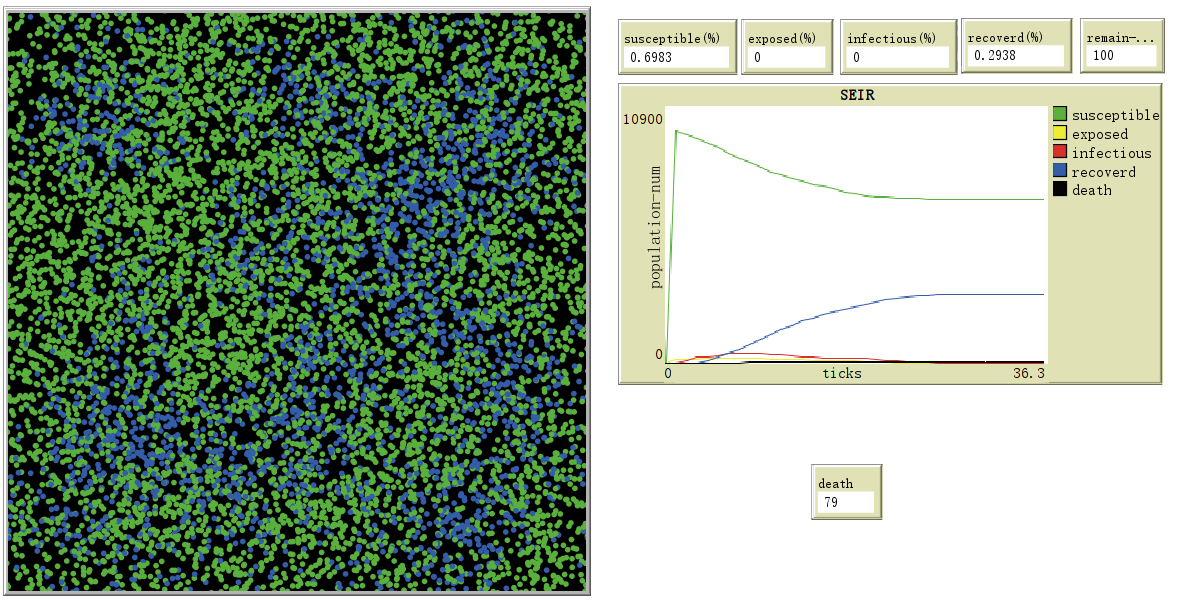 susceptible(%)
0.6983
exposed(%)
0
infectious(%)
0
recoverd(%)
0.2938
remain-...
100
SEIR
10900
population-num
0
0
ticks
36.3
susceptible
exposed
infectious
recoverd
death
death
79